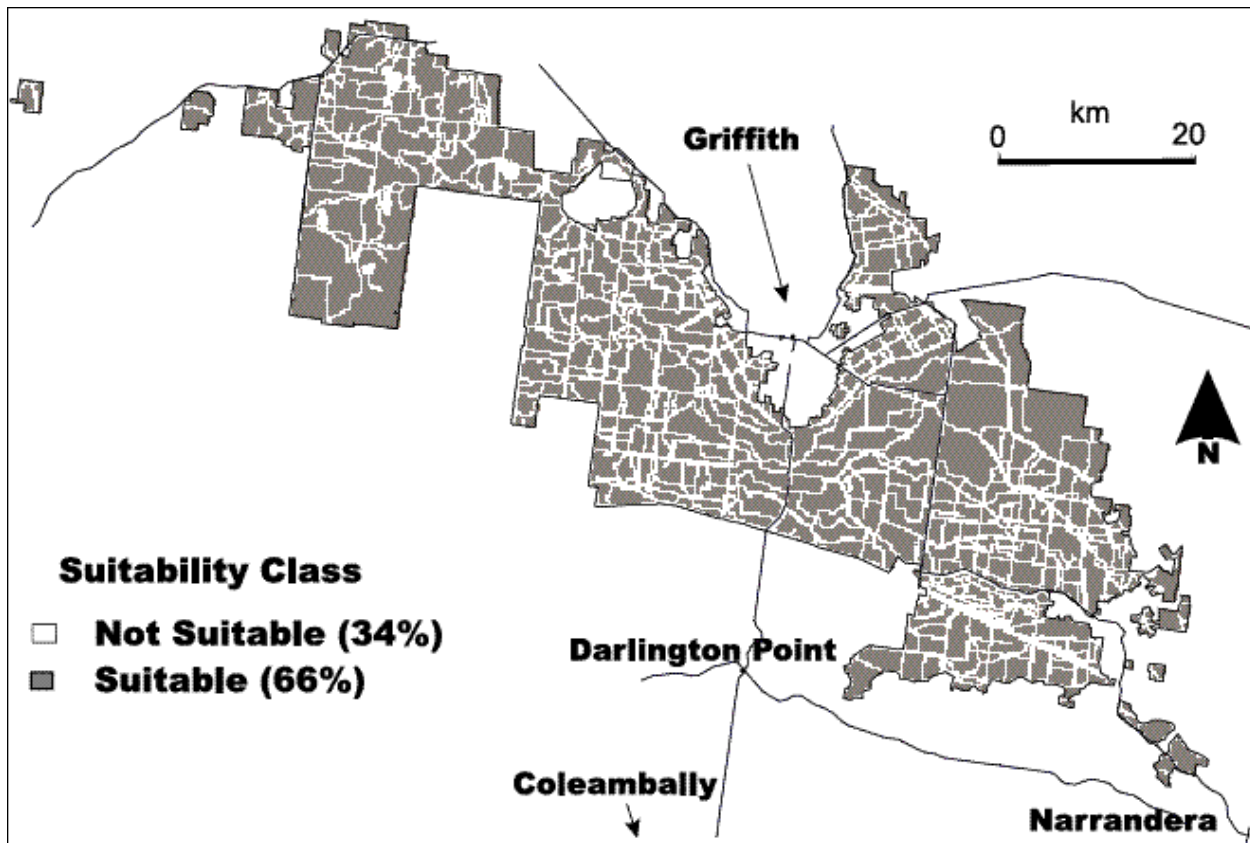 Griffith
km
0 20
N
Suitability Class
Not Suitable (34%)
Suitable (66%)
Darlington Point
Coleambally
Narrandera